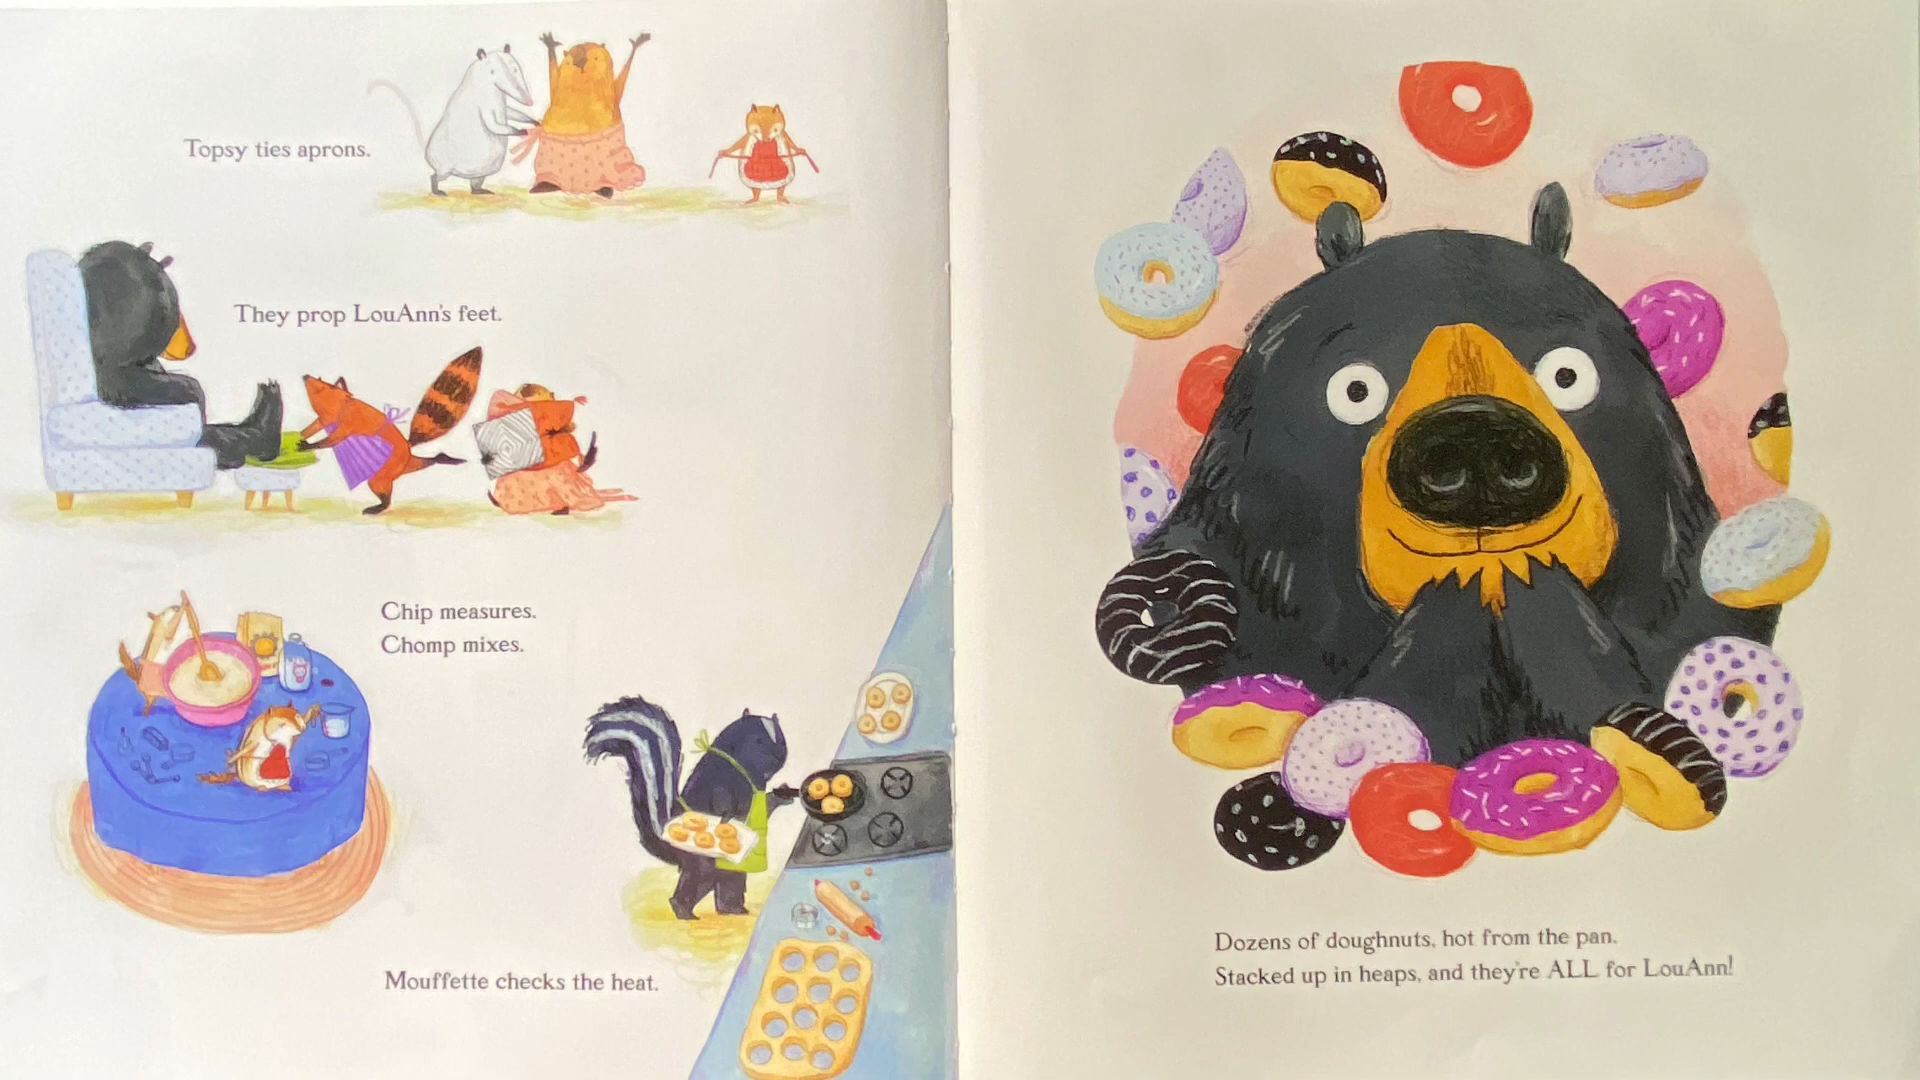 Topsy ties aprons.
They prop LouAnn's feet.
Chip measures.
Chomp mixes.
Mouffette checks the heat.
Dozens of doughnuts, hot from the pan.
Stacked up in heaps, and they're ALL for LouAnn!